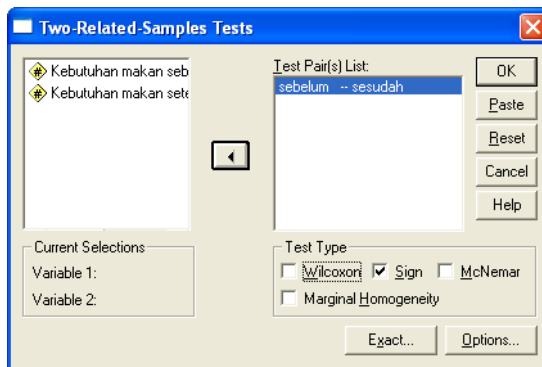 Two-Related-Samples Tests
Kebutuhan makan seb
Kebutuhan makan sete
Test Pair(s) List:
sebelum -- sesudah
OK
Paste
Reset
Cancel
Help
Current Selections
Variable 1:
Variable 2:
Test Type
Wilcoxon Sign McNemar
Marginal Homogeneity
Exact... Options...